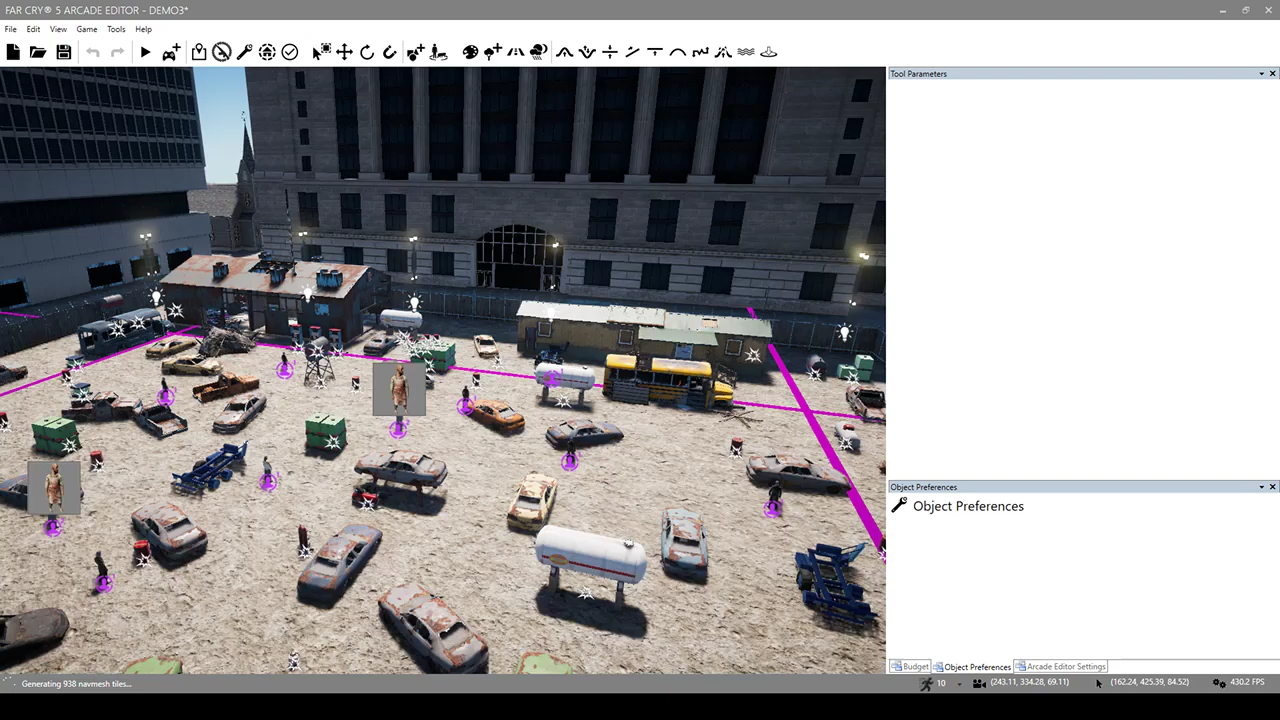 FAR CRY® 5 ARCADE EDITOR - DEMO3*
File Edit View Game Tools Help
Tool Parameters
Object Preferences
Object Preferences
Budget Object Preferences Arcade Editor Settings
Generating 938 navmesh tiles...
10 (243.11, 334.28, 69.11) (162.24, 425.39, 84.52) 430.2 FPS